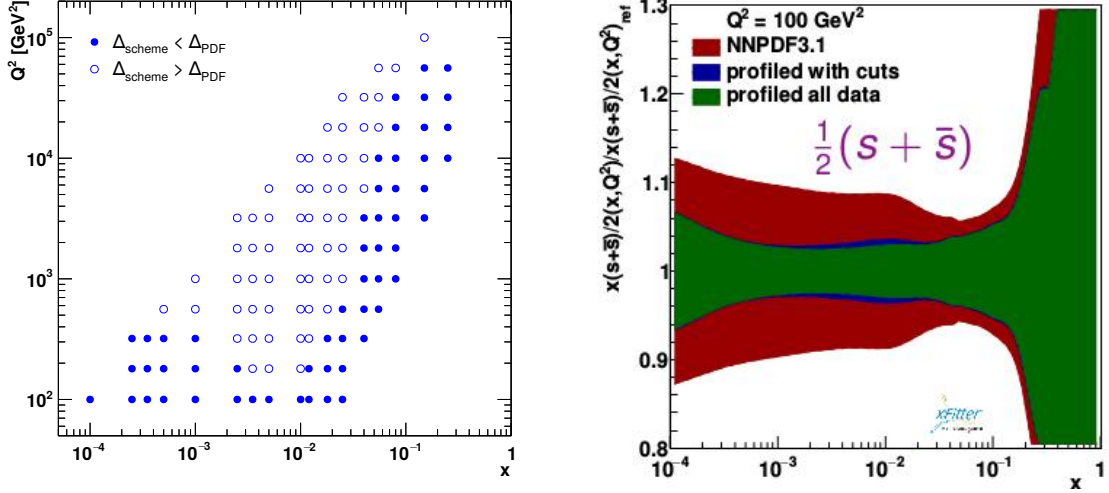 Q² [GeV²]
10⁵
10⁴
10³
10²
Δscheme < ΔPDF
Δscheme > ΔPDF
10⁻⁴
10⁻³
10⁻²
10⁻¹
1
x
x(s+s̄)/2(x,Q²)/x(s+s̄)/2(x,Q²)ref
1.3
1.2
1.1
1
0.9
0.8
Q² = 100 GeV²
NNPDF3.1
profiled with cuts
profiled all data
½(s + s̄)
xFitter
10⁻⁴
10⁻³
10⁻²
10⁻¹
1
x